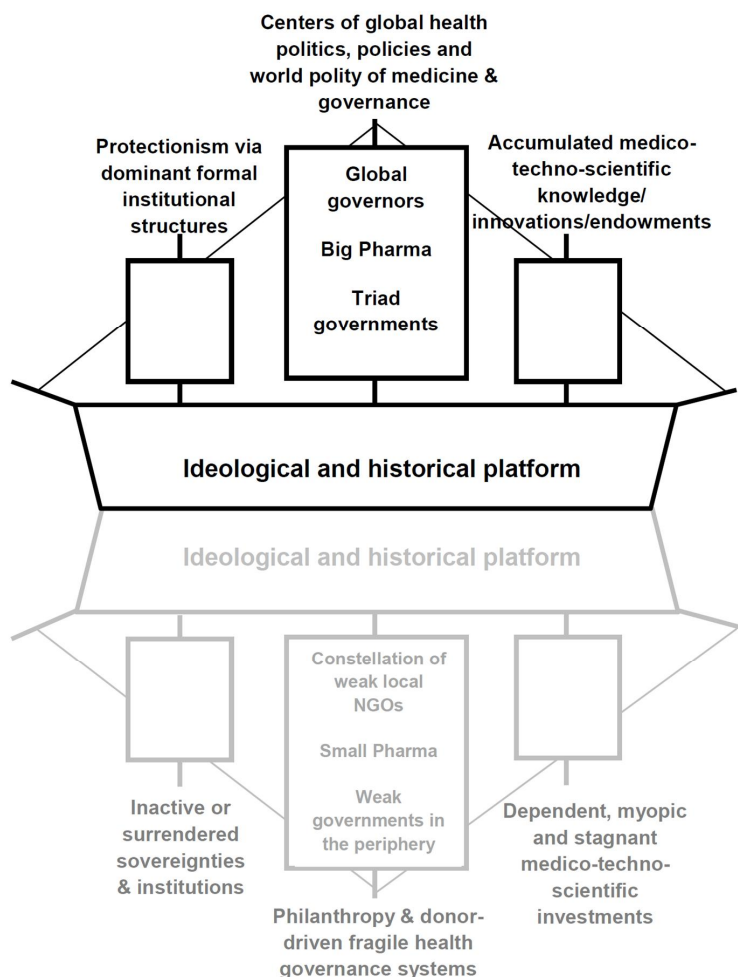 Centers of global health
politics, policies and
world polity of medicine &
governance
Protectionism via
dominant formal
institutional
structures
Global
governors
Big Pharma
Triad
governments
Accumulated medico-
techno-scientific
knowledge/
innovations/endowments
Ideological and historical platform
Ideological and historical platform
Constellation of
weak local
NGOs
Small Pharma
Weak
governments in
the periphery
Inactive or
surrendered
sovereignties
& institutions
Dependent, myopic
and stagnant
medico-techno-
scientific
investments
Philanthropy & donor-
driven fragile health
governance systems